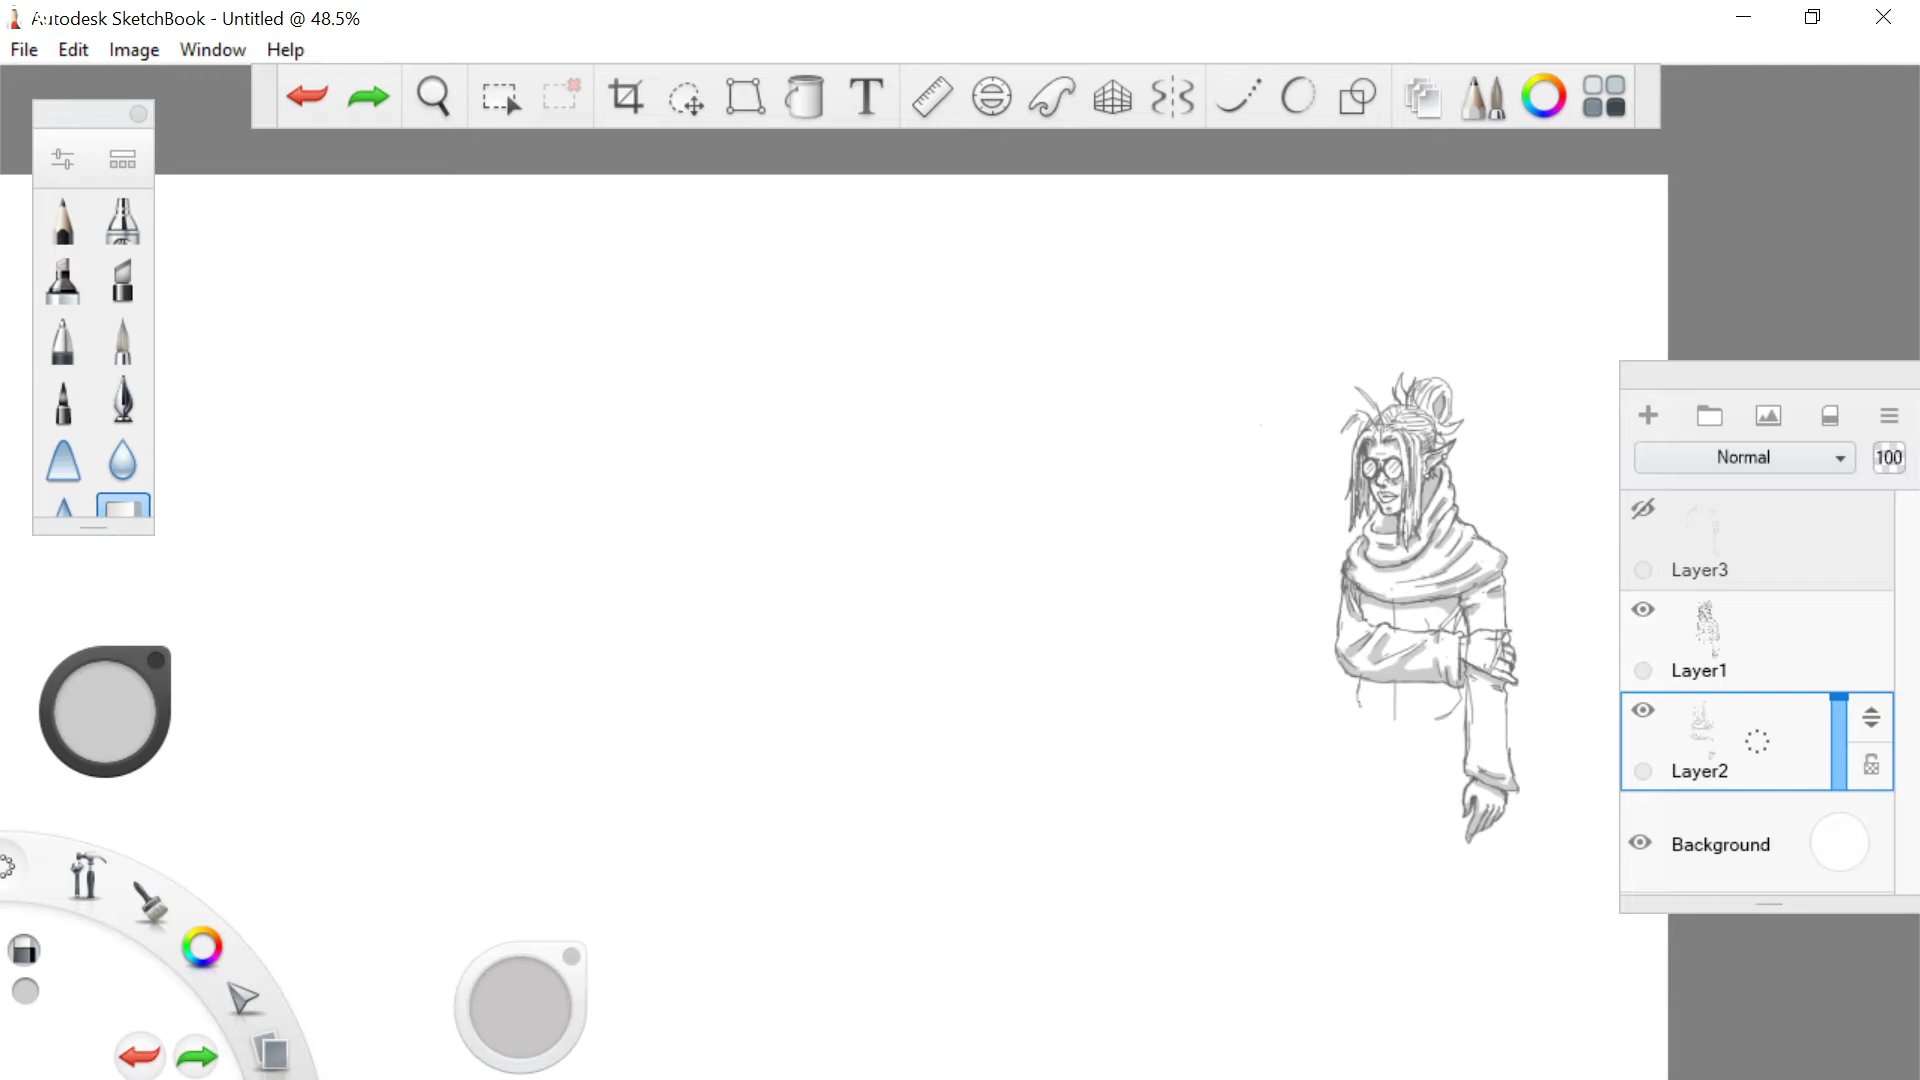 Autodesk SketchBook - Untitled @ 48.5%
File Edit Image Window Help
T
Normal 100
Layer3
Layer1
Layer2
Background